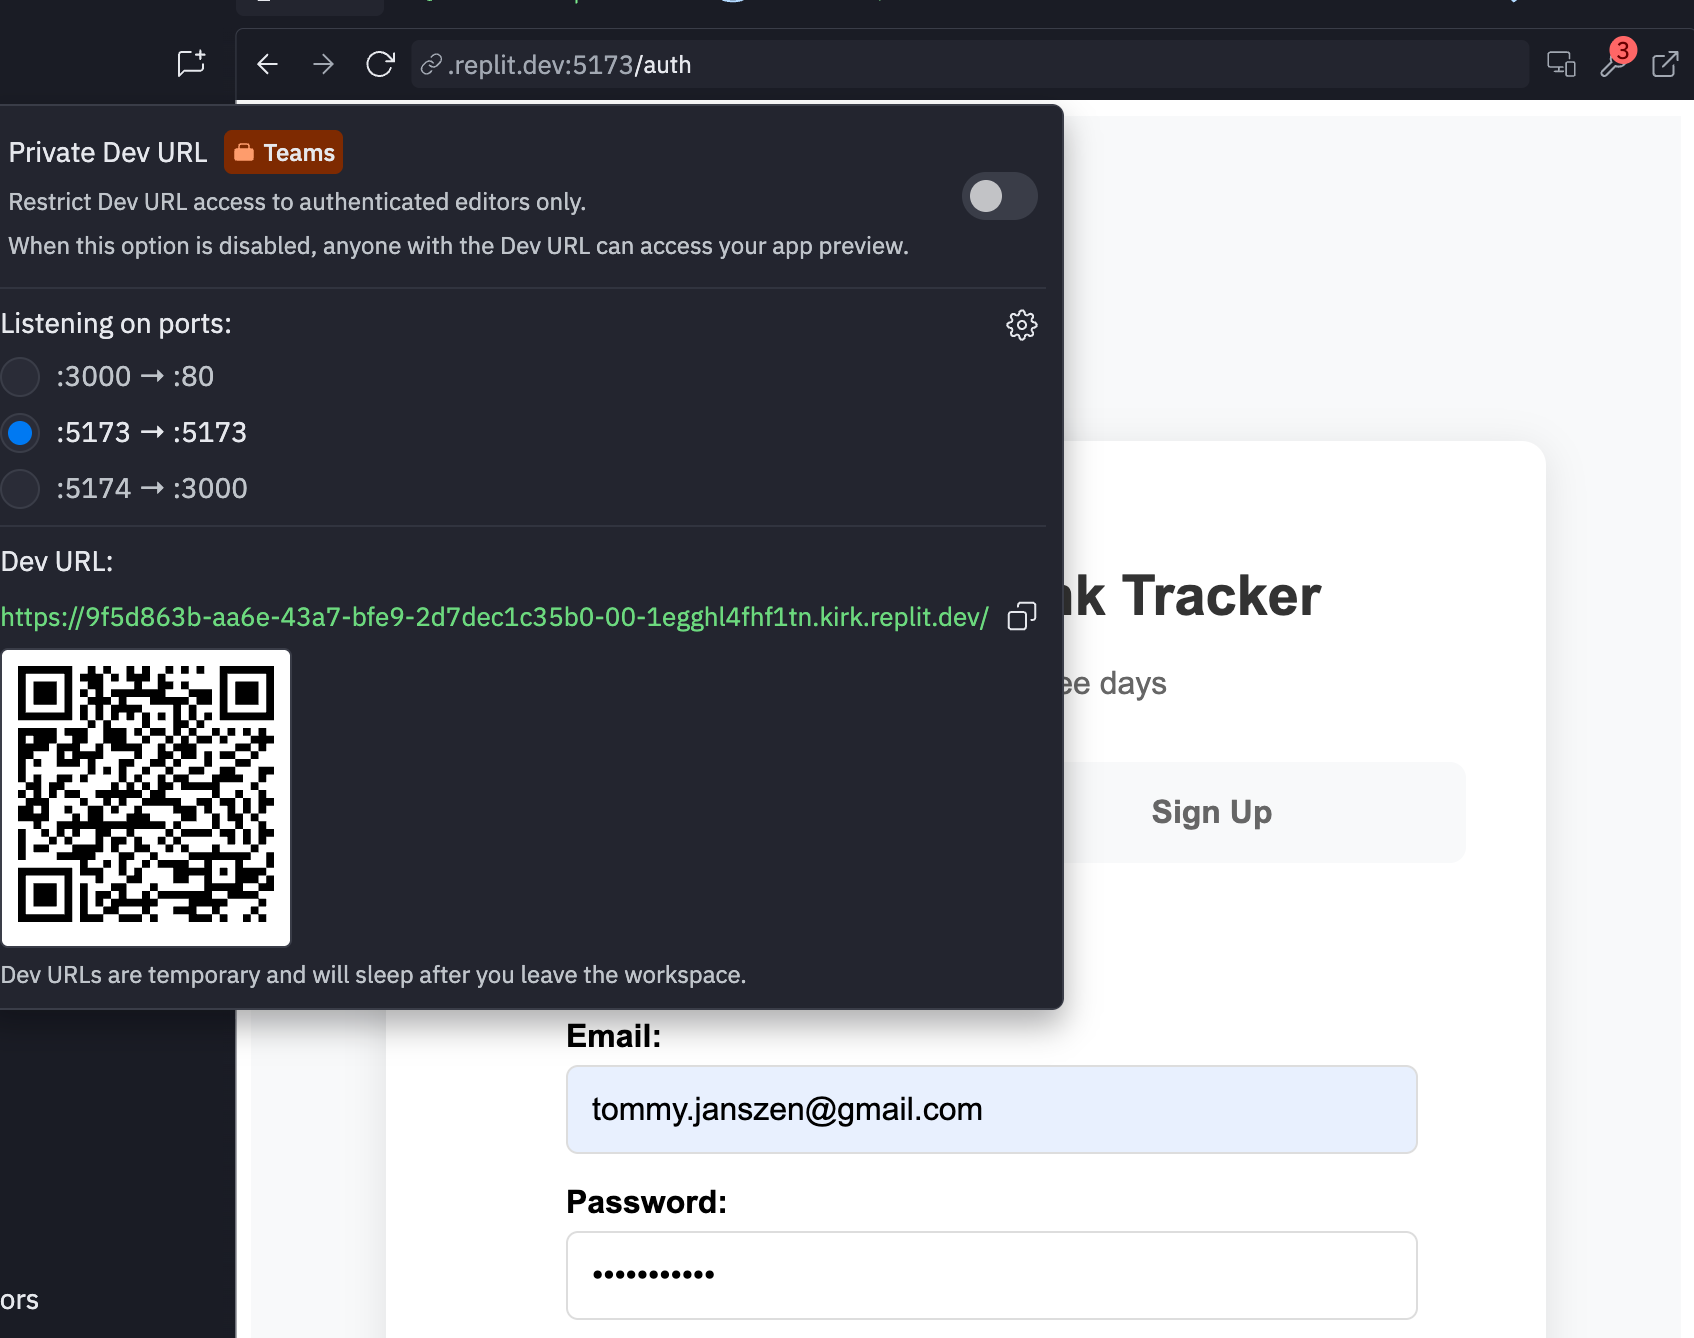 .replit.dev:5173/auth
3
Private Dev URL Teams
Restrict Dev URL access to authenticated editors only.
When this option is disabled, anyone with the Dev URL can access your app preview.
Listening on ports:
:3000 → :80
:5173 → :5173
:5174 → :3000
Dev URL:
https://9f5d863b-aa6e-43a7-bfe9-2d7dec1c35b0-00-1egghl4fhf1tn.kirk.replit.dev/
Dev URLs are temporary and will sleep after you leave the workspace.
nk Tracker
ee days
Sign Up
Email:
tommy.janszen@gmail.com
Password:
•••••••••••
ors